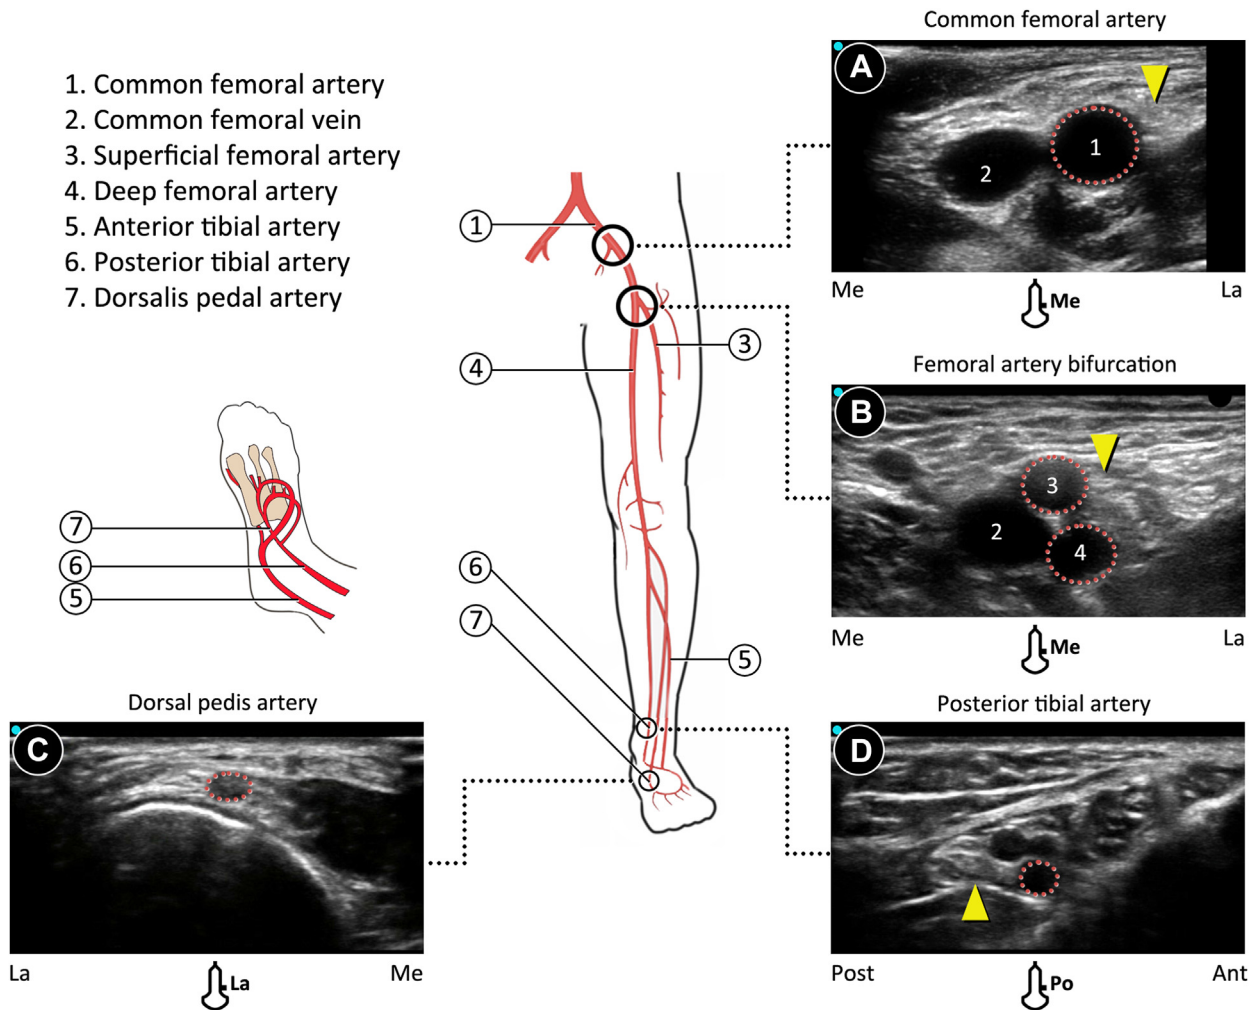 Common femoral artery
A
1. Common femoral artery
2. Common femoral vein
3. Superficial femoral artery
4. Deep femoral artery
5. Anterior tibial artery
6. Posterior tibial artery
7. Dorsalis pedal artery
1
2
1
Me
Me
La
Femoral artery bifurcation
3
4
B
3
2
4
Me
Me
La
7
6
5
6
7
5
Dorsal pedis artery
C
La
La
Me
Posterior tibial artery
D
Post
Po
Ant